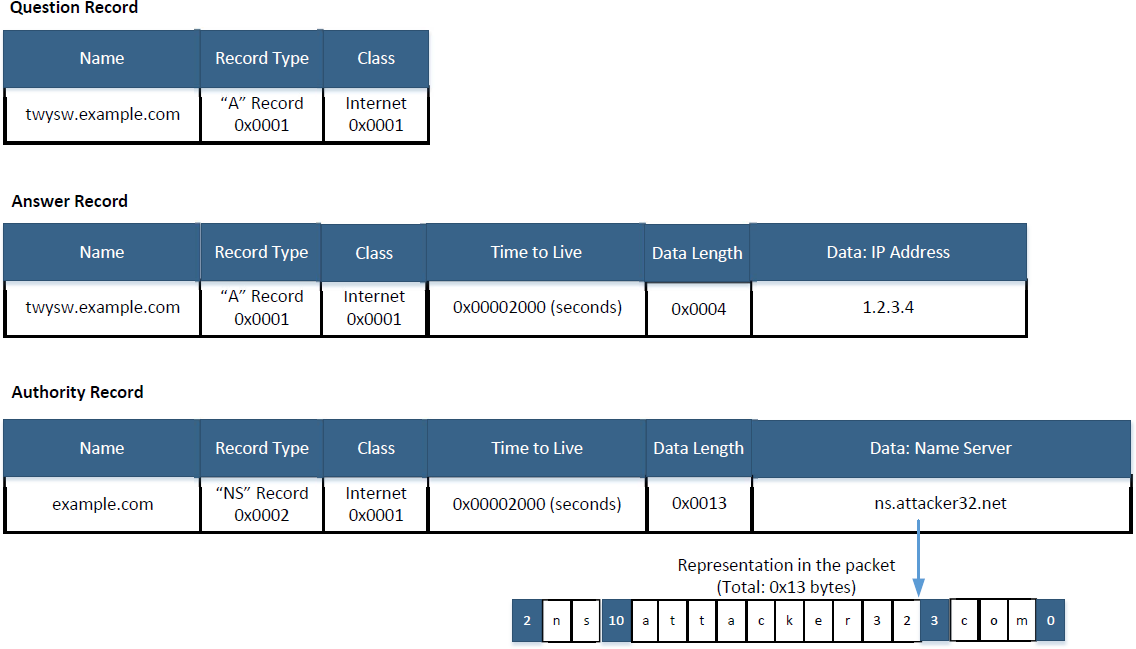 Question Record
Name Record Type Class
twysw.example.com “A” Record 0x0001 Internet 0x0001
Answer Record
Name Record Type Class Time to Live Data Length Data: IP Address
twysw.example.com “A” Record 0x0001 Internet 0x0001 0x00002000 (seconds) 0x0004 1.2.3.4
Authority Record
Name Record Type Class Time to Live Data Length Data: Name Server
example.com “NS” Record 0x0002 Internet 0x0001 0x00002000 (seconds) 0x0013 ns.attacker32.net
Representation in the packet
(Total: 0x13 bytes)
2 n s 10 a t t a c k e r 3 2 3 c o m 0